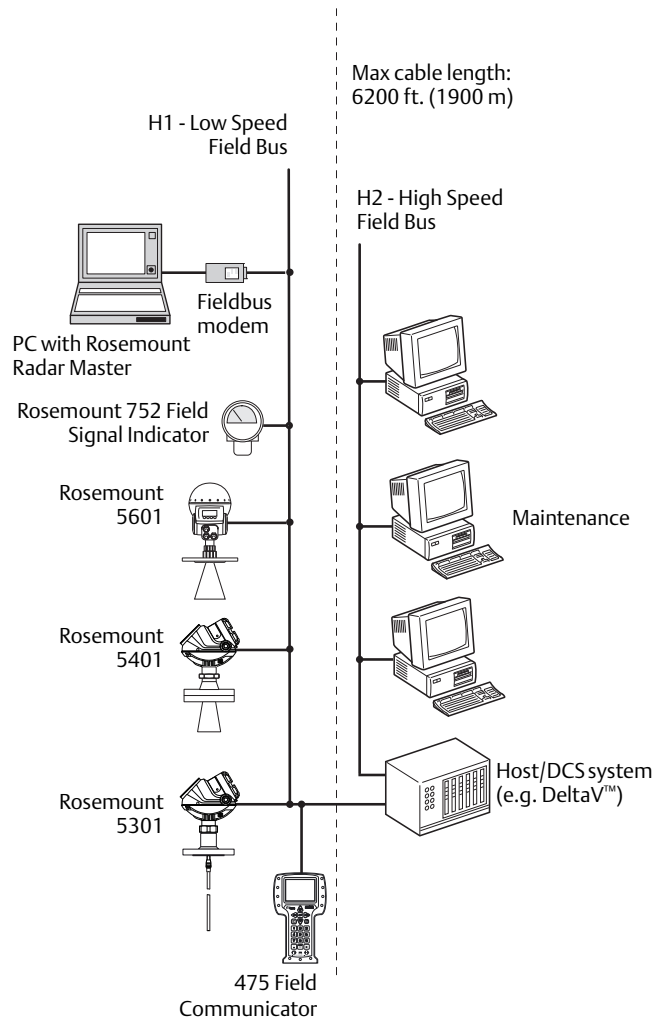 Max cable length:
6200 ft. (1900 m)
H1 - Low Speed
Field Bus
H2 - High Speed
Field Bus
Fieldbus
modem
PC with Rosemount
Radar Master
Rosemount 752 Field
Signal Indicator
Rosemount
5601
Maintenance
Rosemount
5401
Rosemount
5301
Host/DCS system
(e.g. DeltaV™)
475 Field
Communicator